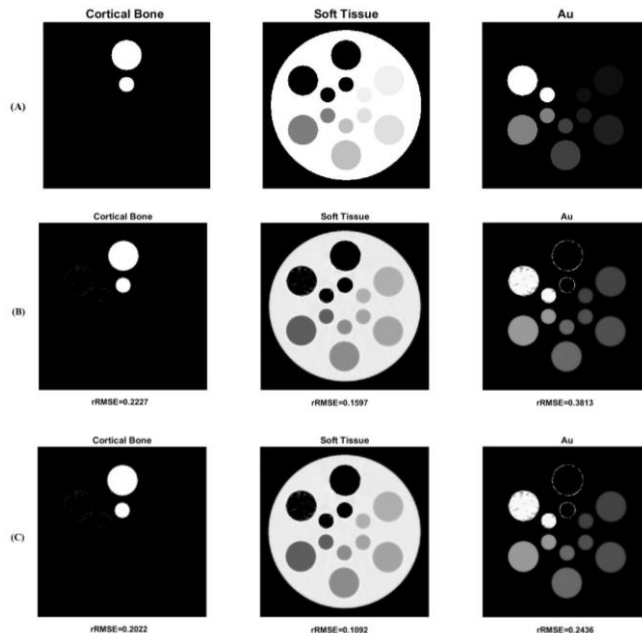 Cortical Bone Soft Tissue Au
(A)
Cortical Bone Soft Tissue Au
(B)
rRMSE=0.2227 rRMSE=0.1597 rRMSE=0.3813
Cortical Bone Soft Tissue Au
(C)
rRMSE=0.2022 rRMSE=0.1092 rRMSE=0.2436